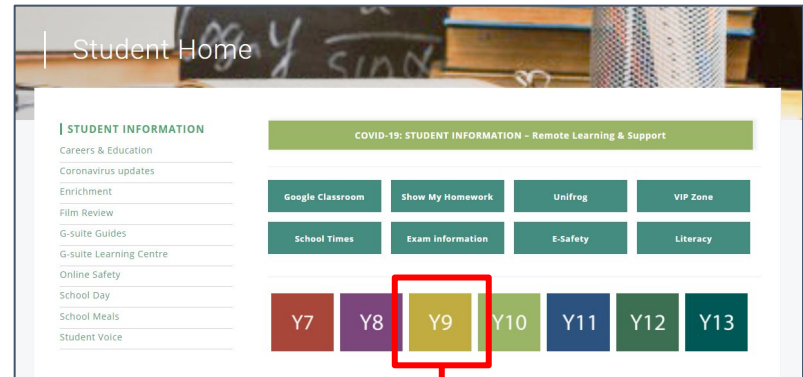 Student Home
STUDENT INFORMATION
Careers & Education
Coronavirus updates
Enrichment
Film Review
G-suite Guides
G-suite Learning Centre
Online Safety
School Day
School Meals
Student Voice
COVID-19: STUDENT INFORMATION – Remote Learning & Support
Google Classroom Show My Homework Unifrog VIP Zone
School Times Exam information E-Safety Literacy
Y7 Y8 Y9 Y10 Y11 Y12 Y13